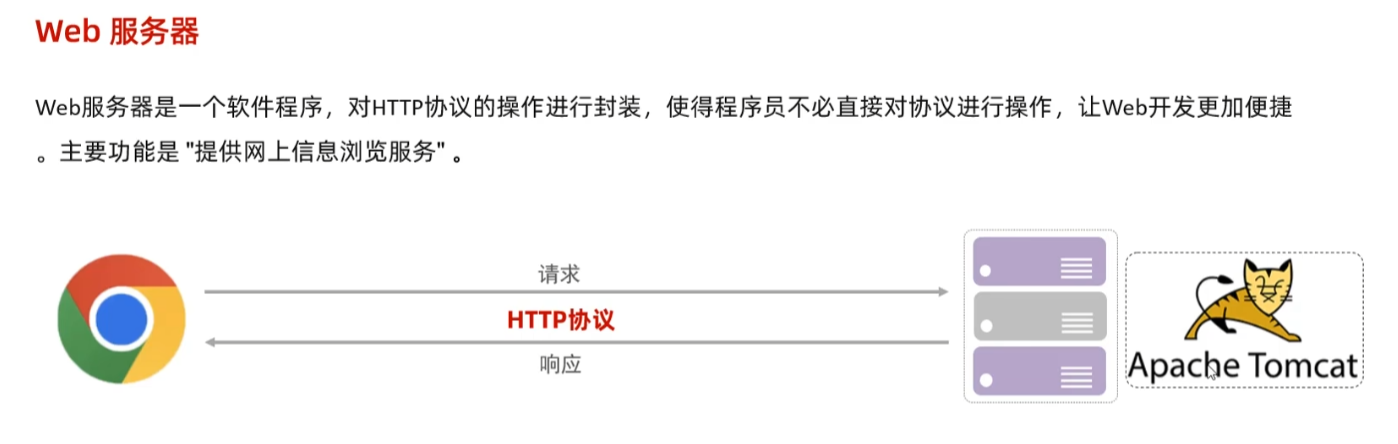 Web 服务器
Web服务器是一个软件程序，对HTTP协议的操作进行封装，使得程序员不必直接对协议进行操作，让Web开发更加便捷
。主要功能是 "提供网上信息浏览服务" 。
请求
HTTP协议
响应
Apache Tomcat